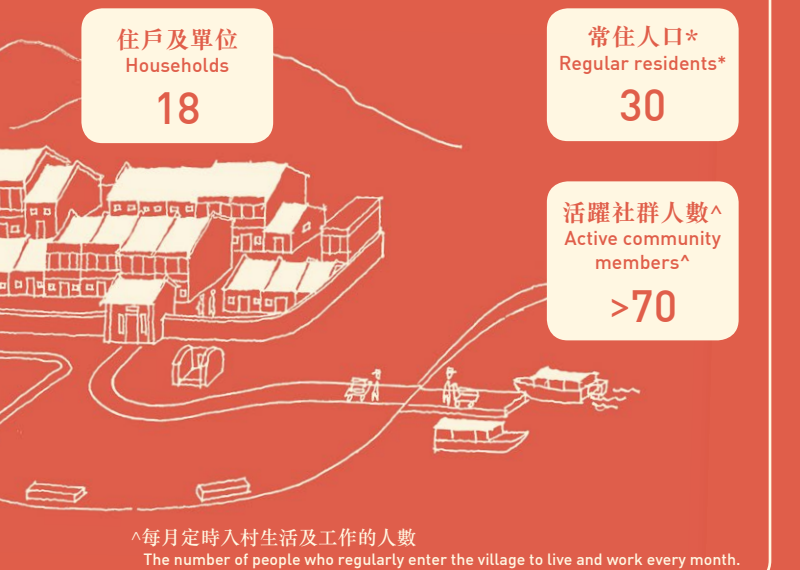 住戶及單位
Households
18
常住人口*
Regular residents*
30
活躍社群人數^
Active community
members^
>70
^每月定時入村生活及工作的人數
The number of people who regularly enter the village to live and work every month.